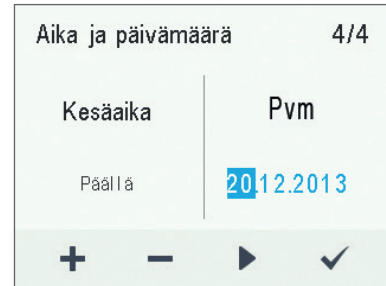 Aika ja päivämäärä 4/4
Kesäaika
Päällä
Pvm
20.12.2013